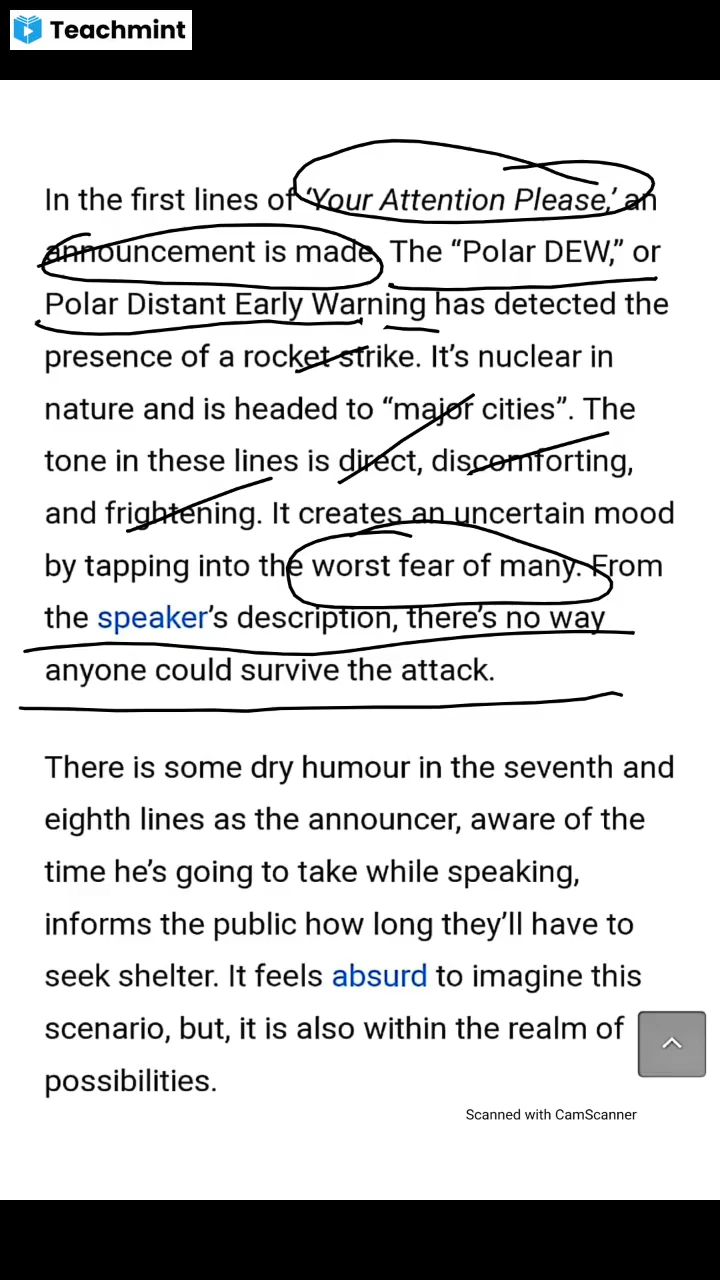 Teachmint
In the first lines of ‘Your Attention Please,’ an
announcement is made. The “Polar DEW,” or
Polar Distant Early Warning has detected the
presence of a rocket strike. It’s nuclear in
nature and is headed to “major cities”. The
tone in these lines is direct, discomforting,
and frightening. It creates an uncertain mood
by tapping into the worst fear of many. From
the speaker’s description, there’s no way
anyone could survive the attack.
There is some dry humour in the seventh and
eighth lines as the announcer, aware of the
time he’s going to take while speaking,
informs the public how long they’ll have to
seek shelter. It feels absurd to imagine this
scenario, but, it is also within the realm of
possibilities.
Scanned with CamScanner